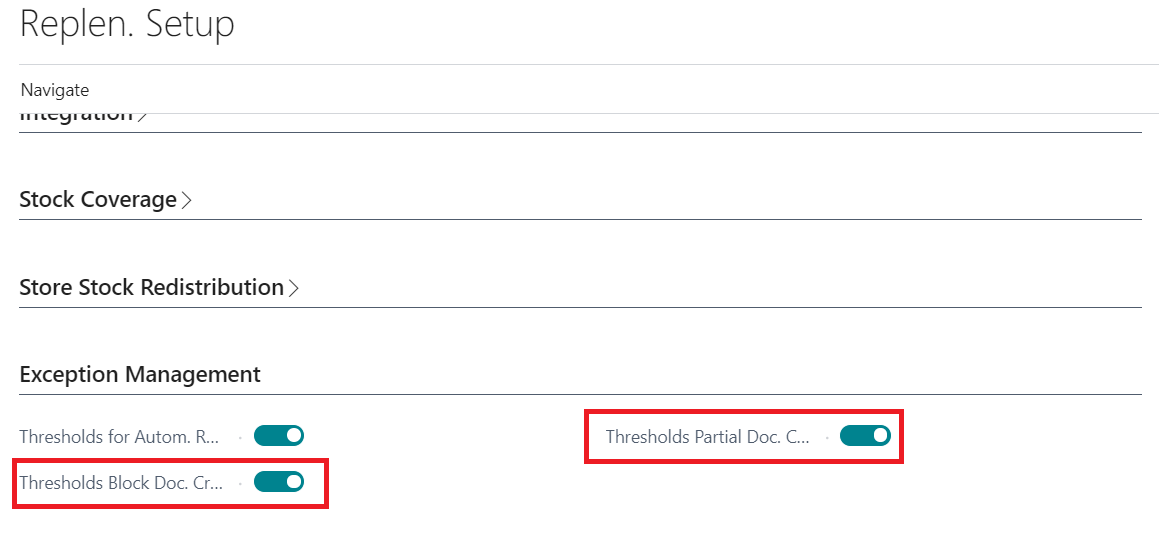 Replen. Setup
Navigate
Integration
Stock Coverage
Store Stock Redistribution
Exception Management
Thresholds for Autom. R...
Thresholds Partial Doc. C...
Thresholds Block Doc. Cr...